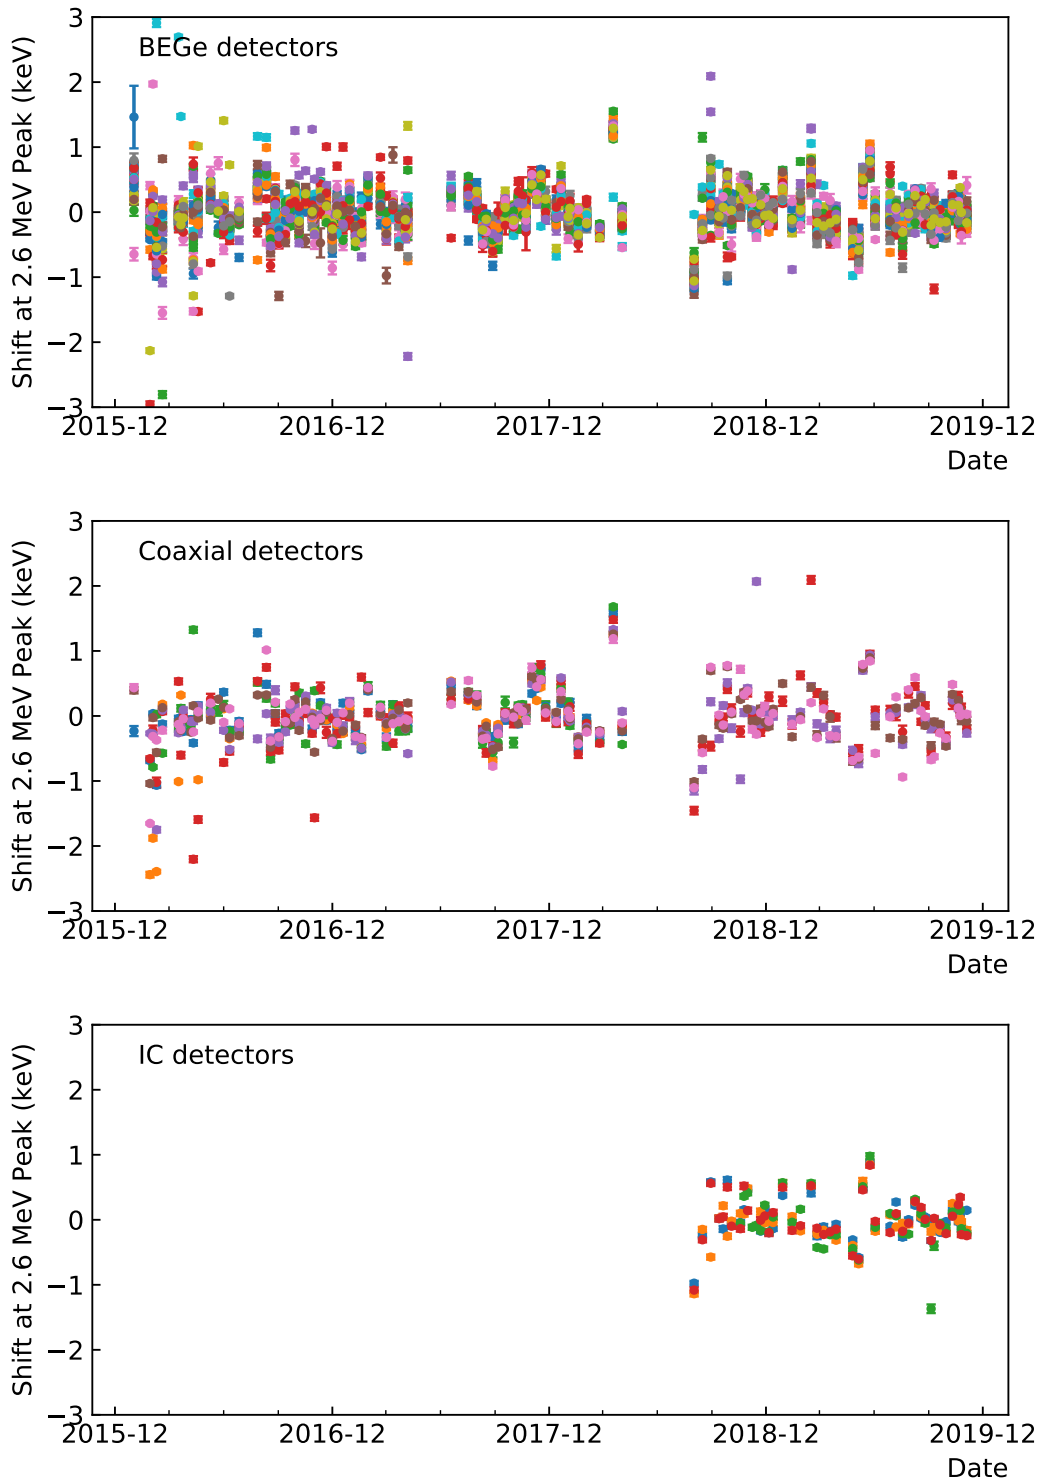 3
BEGe detectors
2
1
0
−1
−2
−3
Shift at 2.6 MeV Peak (keV)
2015-12 2016-12 2017-12 2018-12 2019-12
Date
3
Coaxial detectors
2
1
0
−1
−2
−3
Shift at 2.6 MeV Peak (keV)
2015-12 2016-12 2017-12 2018-12 2019-12
Date
3
IC detectors
2
1
0
−1
−2
−3
Shift at 2.6 MeV Peak (keV)
2015-12 2016-12 2017-12 2018-12 2019-12
Date